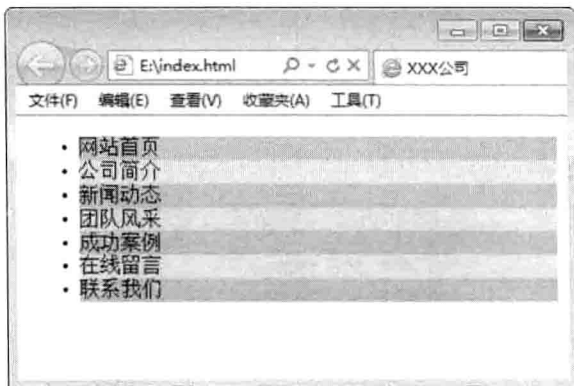 E:\index.html
XXX公司
文件(F) 编辑(E) 查看(V) 收藏夹(A) 工具(T)
• 网站首页
• 公司简介
• 新闻动态
• 团队风采
• 成功案例
• 在线留言
• 联系我们